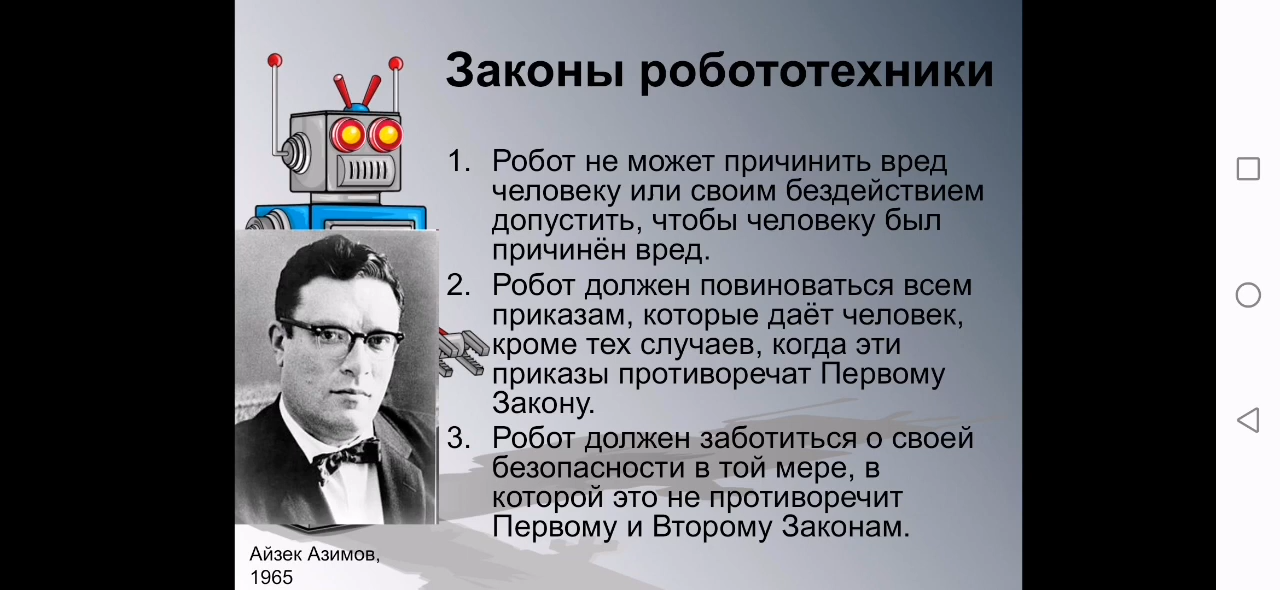 Законы робототехники
1. Робот не может причинить вред
человеку или своим бездействием
допустить, чтобы человеку был
причинён вред.
2. Робот должен повиноваться всем
приказам, которые даёт человек,
кроме тех случаев, когда эти
приказы противоречат Первому
Закону.
3. Робот должен заботиться о своей
безопасности в той мере, в
которой это не противоречит
Первому и Второму Законам.
Айзек Азимов,
1965